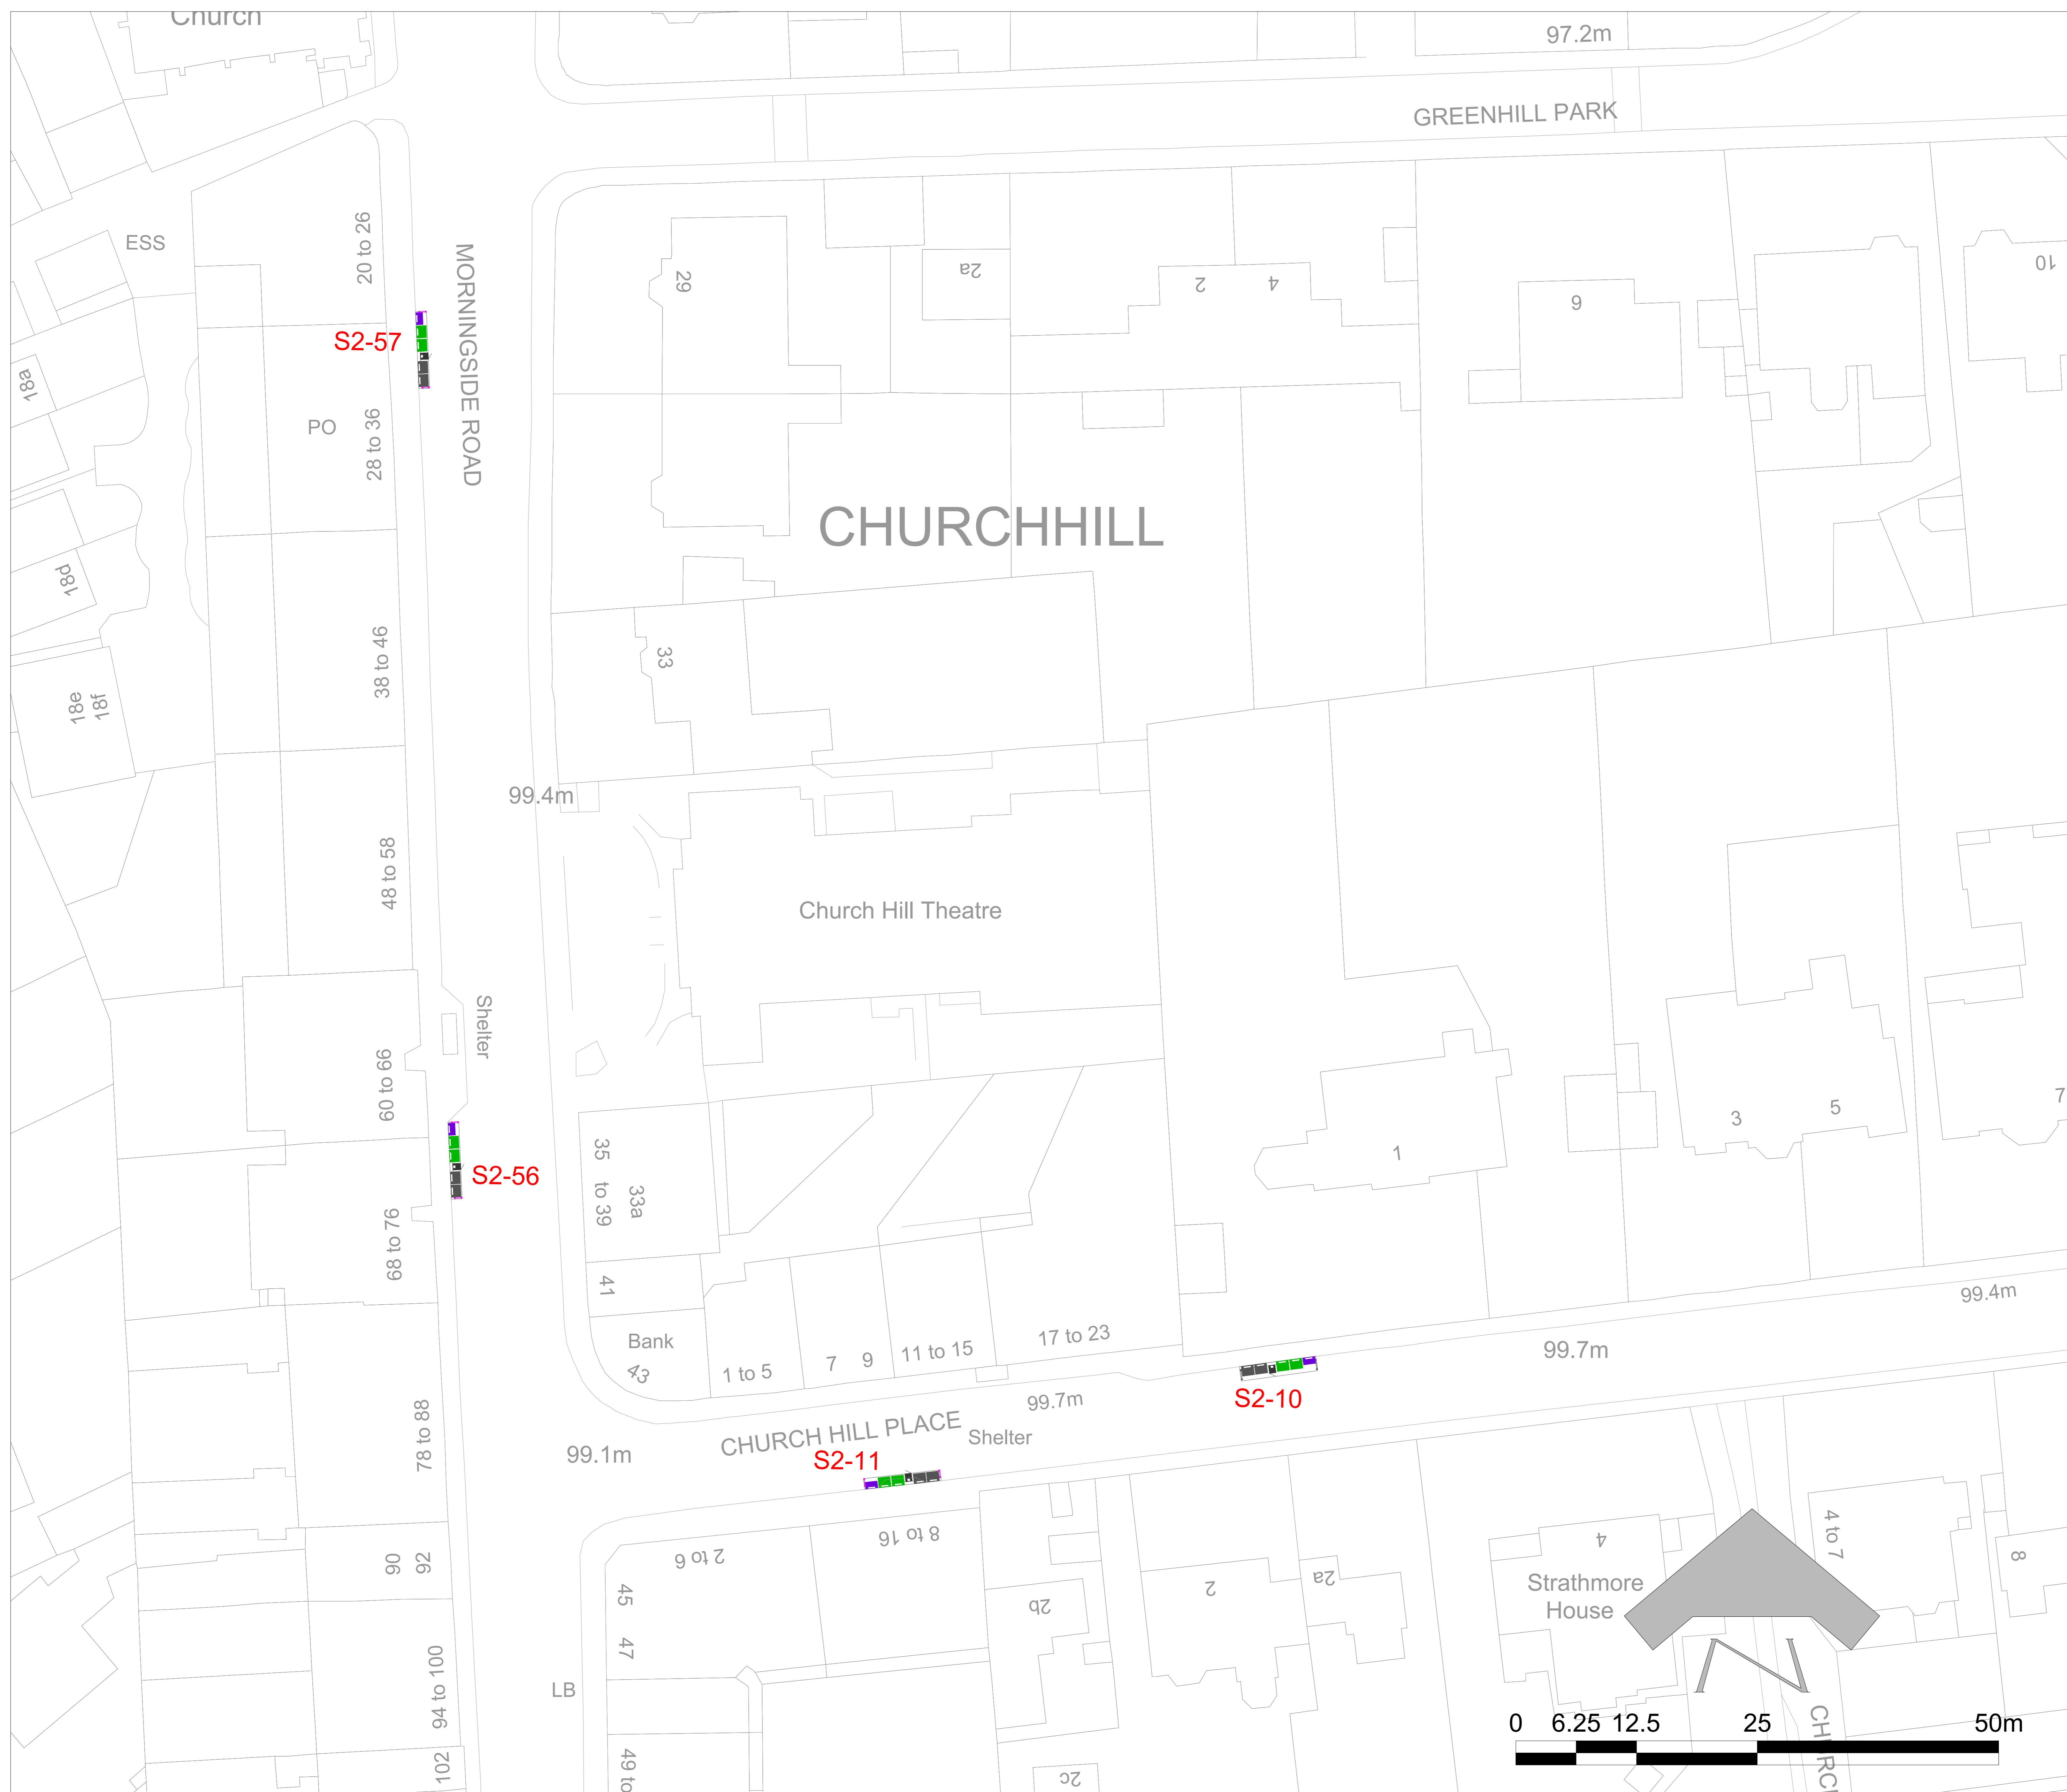 Church
97.2m
GREENHILL PARK
ESS
20 to 26
MORNINGSIDE ROAD
29
2a
2
4
6
10
S2-57
18a
PO
28 to 36
CHURCHHILL
18d
38 to 46
33
18e
18f
99.4m
48 to 58
Church Hill Theatre
Shelter
60 to 66
3
5
7
1
35
to 39
33a
S2-56
68 to 76
41
Bank
43
1 to 5
7
9
11 to 15
17 to 23
99.4m
99.7m
S2-10
99.7m
CHURCH HILL PLACE
Shelter
99.1m
S2-11
78 to 88
2 to 6
8 to 16
90
92
45
47
2b
2
2a
4
Strathmore
House
4 to 7
8
N
LB
94 to 100
102
49 to
2c
0 6.25 12.5 25 50m